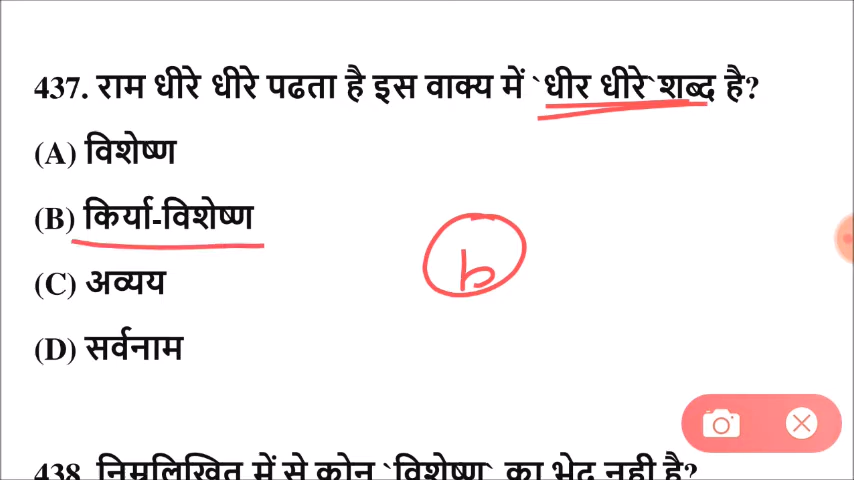 437. राम धीरे धीरे पढता है इस वाक्य में `धीर धीरे` शब्द है?
(A) विशेष्ण
(B) किर्या-विशेष्ण
b
(C) अव्यय
(D) सर्वनाम
438. निम्नलिखित में से कोन `विशेष्ण` का भेद नही है?